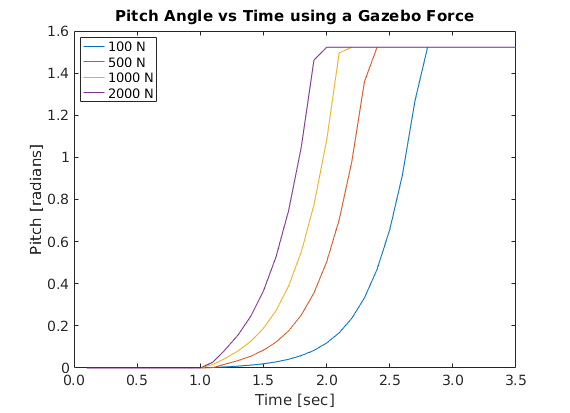 Pitch Angle vs Time using a Gazebo Force
1.6
1.4
1.2
1
0.8
0.6
0.4
0.2
0
Pitch [radians]
100 N
500 N
1000 N
2000 N
0.0 0.5 1.0 1.5 2.0 2.5 3.0 3.5
Time [sec]